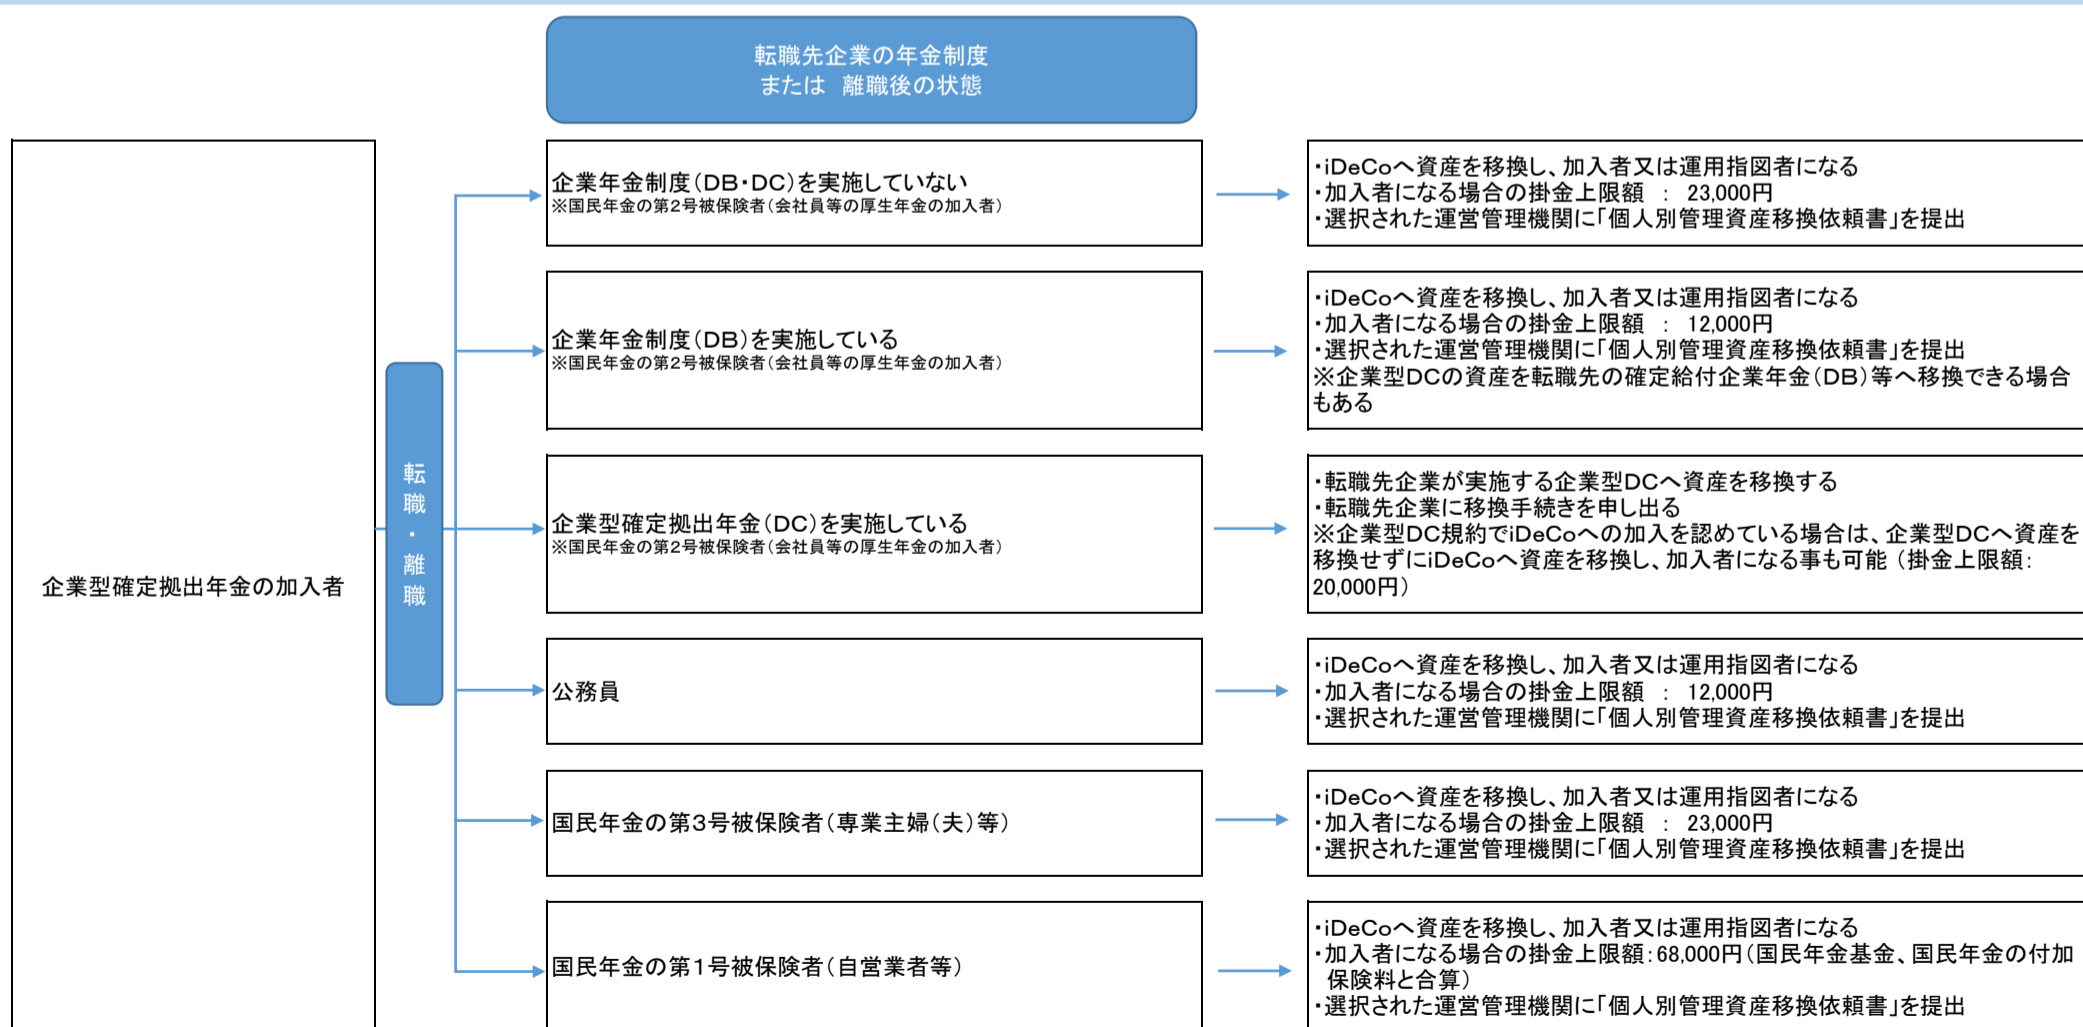 転職先企業の年金制度
または　離職後の状態
企業型確定拠出年金の加入者
転職・離職
企業年金制度（DB・DC）を実施していない
※国民年金の第2号被保険者（会社員等の厚生年金の加入者）
・iDeCoへ資産を移換し、加入者又は運用指図者になる
・加入者になる場合の掛金上限額　：　23,000円
・選択された運営管理機関に「個人別管理資産移換依頼書」を提出
企業年金制度（DB）を実施している
※国民年金の第2号被保険者（会社員等の厚生年金の加入者）
・iDeCoへ資産を移換し、加入者又は運用指図者になる
・加入者になる場合の掛金上限額　：　12,000円
・選択された運営管理機関に「個人別管理資産移換依頼書」を提出
※企業型DCの資産を転職先の確定給付企業年金（DB）等へ移換できる場合
もある
企業型確定拠出年金（DC）を実施している
※国民年金の第2号被保険者（会社員等の厚生年金の加入者）
・転職先企業が実施する企業型DCへ資産を移換する
・転職先企業に移換手続きを申し出る
※企業型DC規約でiDeCoへの加入を認めている場合は、企業型DCへ資産を
移換せずにiDeCoへ資産を移換し、加入者になる事も可能（掛金上限額：
20,000円）
公務員
・iDeCoへ資産を移換し、加入者又は運用指図者になる
・加入者になる場合の掛金上限額　：　12,000円
・選択された運営管理機関に「個人別管理資産移換依頼書」を提出
国民年金の第3号被保険者（専業主婦（夫）等）
・iDeCoへ資産を移換し、加入者又は運用指図者になる
・加入者になる場合の掛金上限額　：　23,000円
・選択された運営管理機関に「個人別管理資産移換依頼書」を提出
国民年金の第1号被保険者（自営業者等）
・iDeCoへ資産を移換し、加入者又は運用指図者になる
・加入者になる場合の掛金上限額：68,000円（国民年金基金、国民年金の付加
保険料と合算）
・選択された運営管理機関に「個人別管理資産移換依頼書」を提出